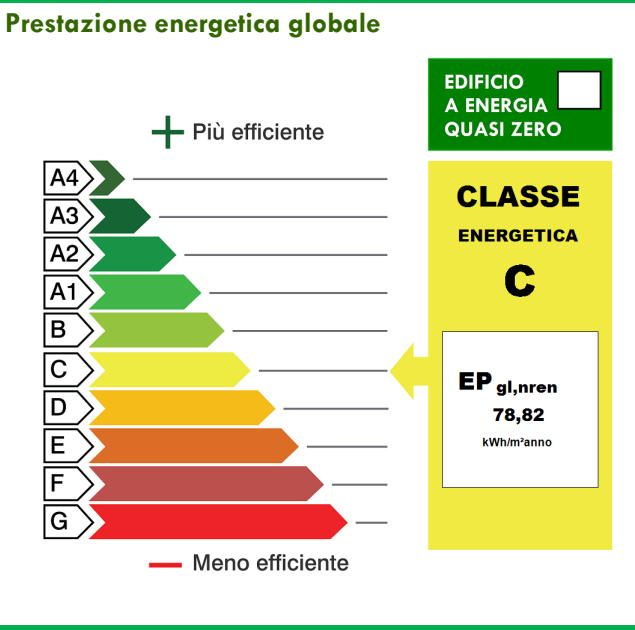 Prestazione energetica globale
EDIFICIO
A ENERGIA
QUASI ZERO
Più efficiente
A4
A3
A2
A1
B
C
D
E
F
G
Meno efficiente
CLASSE
ENERGETICA
C
EP gl,nren
78,82
kWh/m²anno